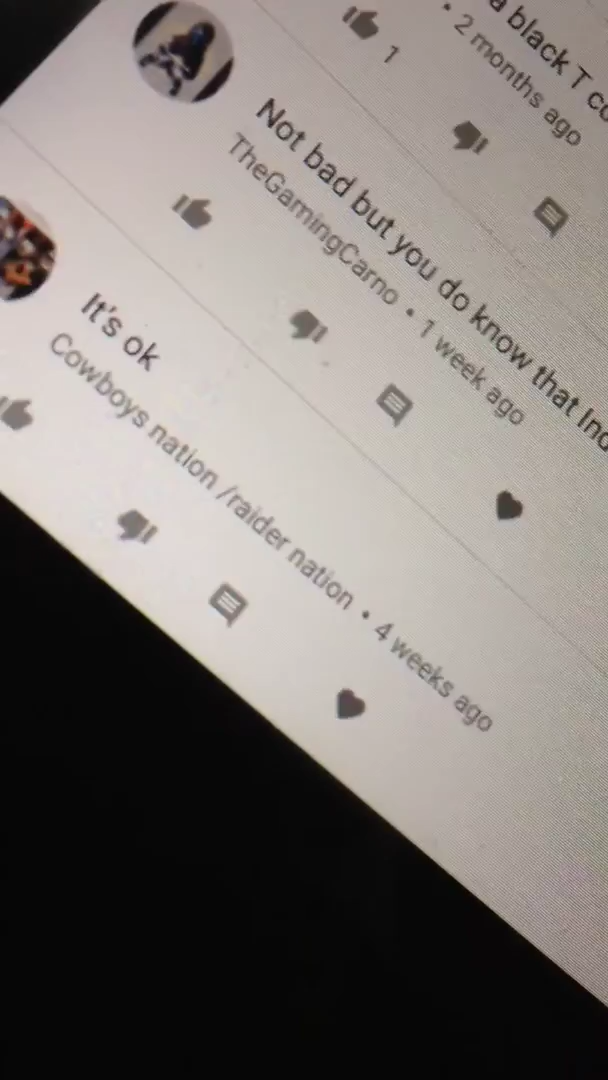 a black T
• 2 months ago
1
Not bad but you do know that
TheGamingCarno • 1 week ago
It's ok
Cowboys nation /raider nation • 4 weeks ago